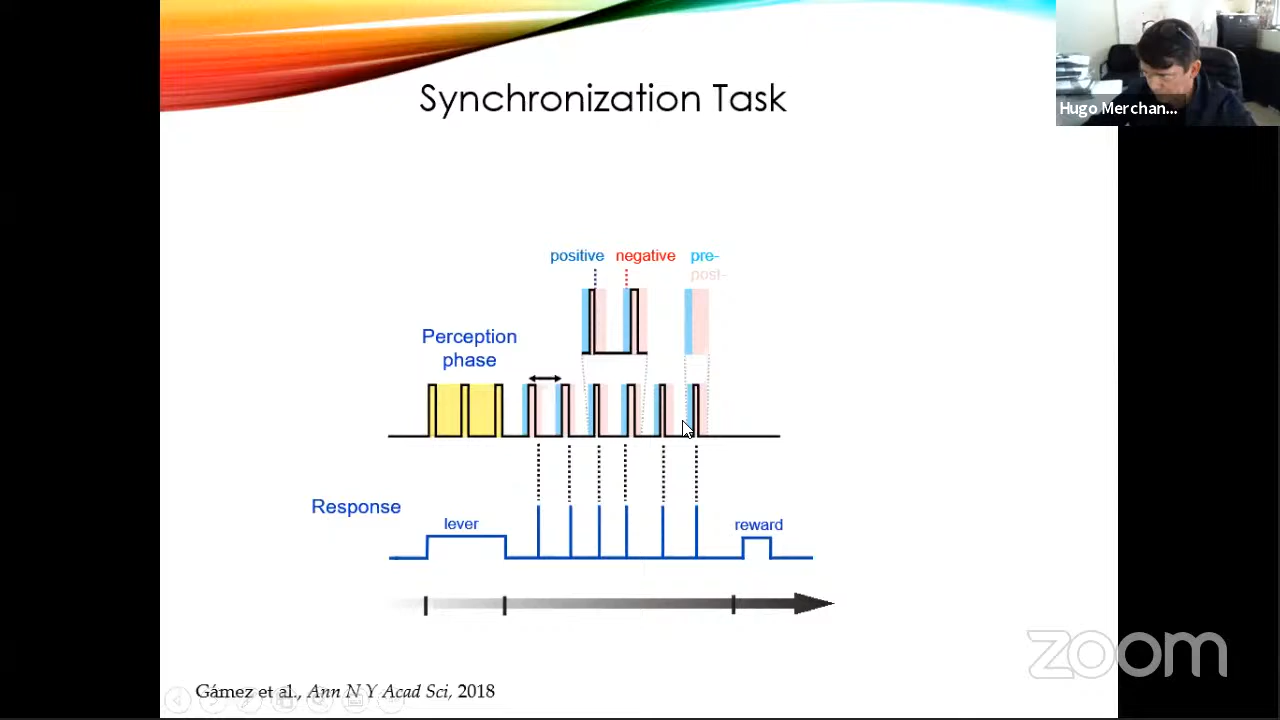 Synchronization Task
Hugo Merchan...
positive negative pre-
post-
Perception
phase
Response
lever
reward
Gámez et al., Ann N Y Acad Sci, 2018
zoom